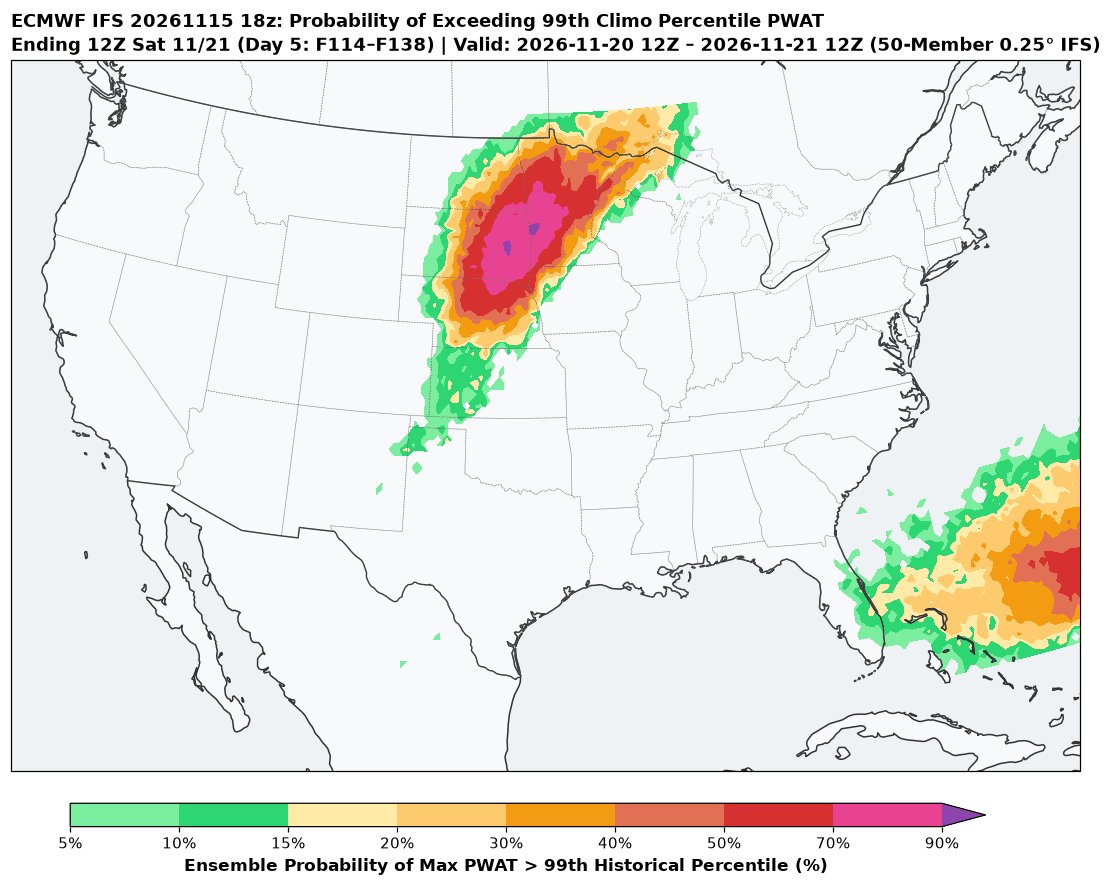 ECMWF IFS 20261115 18z: Probability of Exceeding 99th Climo Percentile PWAT
Ending 12Z Sat 11/21 (Day 5: F114–F138) | Valid: 2026-11-20 12Z – 2026-11-21 12Z (50-Member 0.25° IFS)
5% 10% 15% 20% 30% 40% 50% 70% 90%
Ensemble Probability of Max PWAT > 99th Historical Percentile (%)